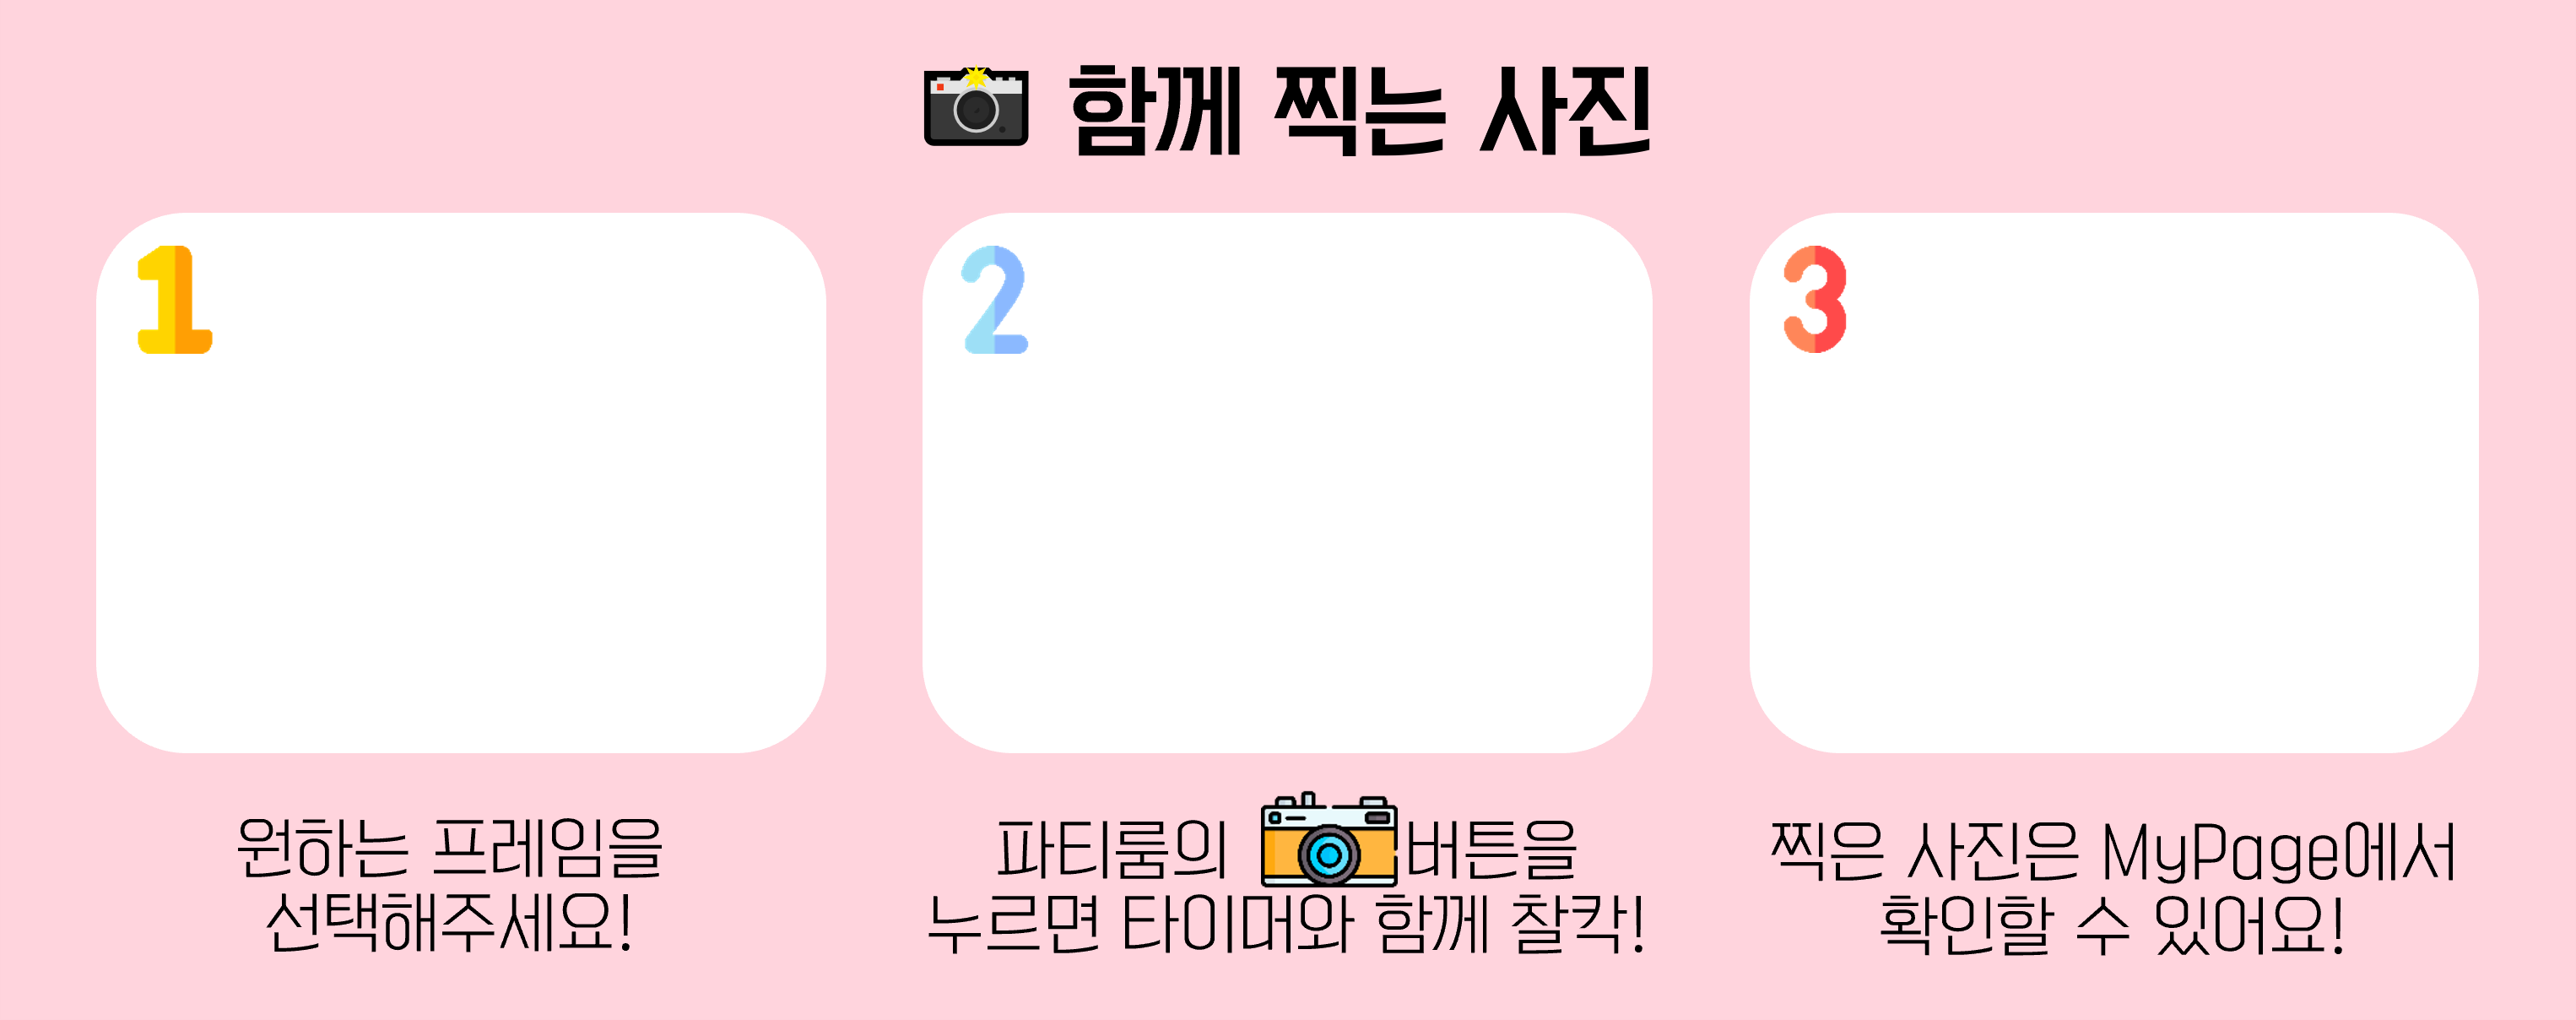 함께 찍는 사진
1
2
3
원하는 프레임을
선택해주세요!
파티룸의 버튼을
누르면 타이머와 함께 찰칵!
찍은 사진은 MyPage에서
확인할 수 있어요!